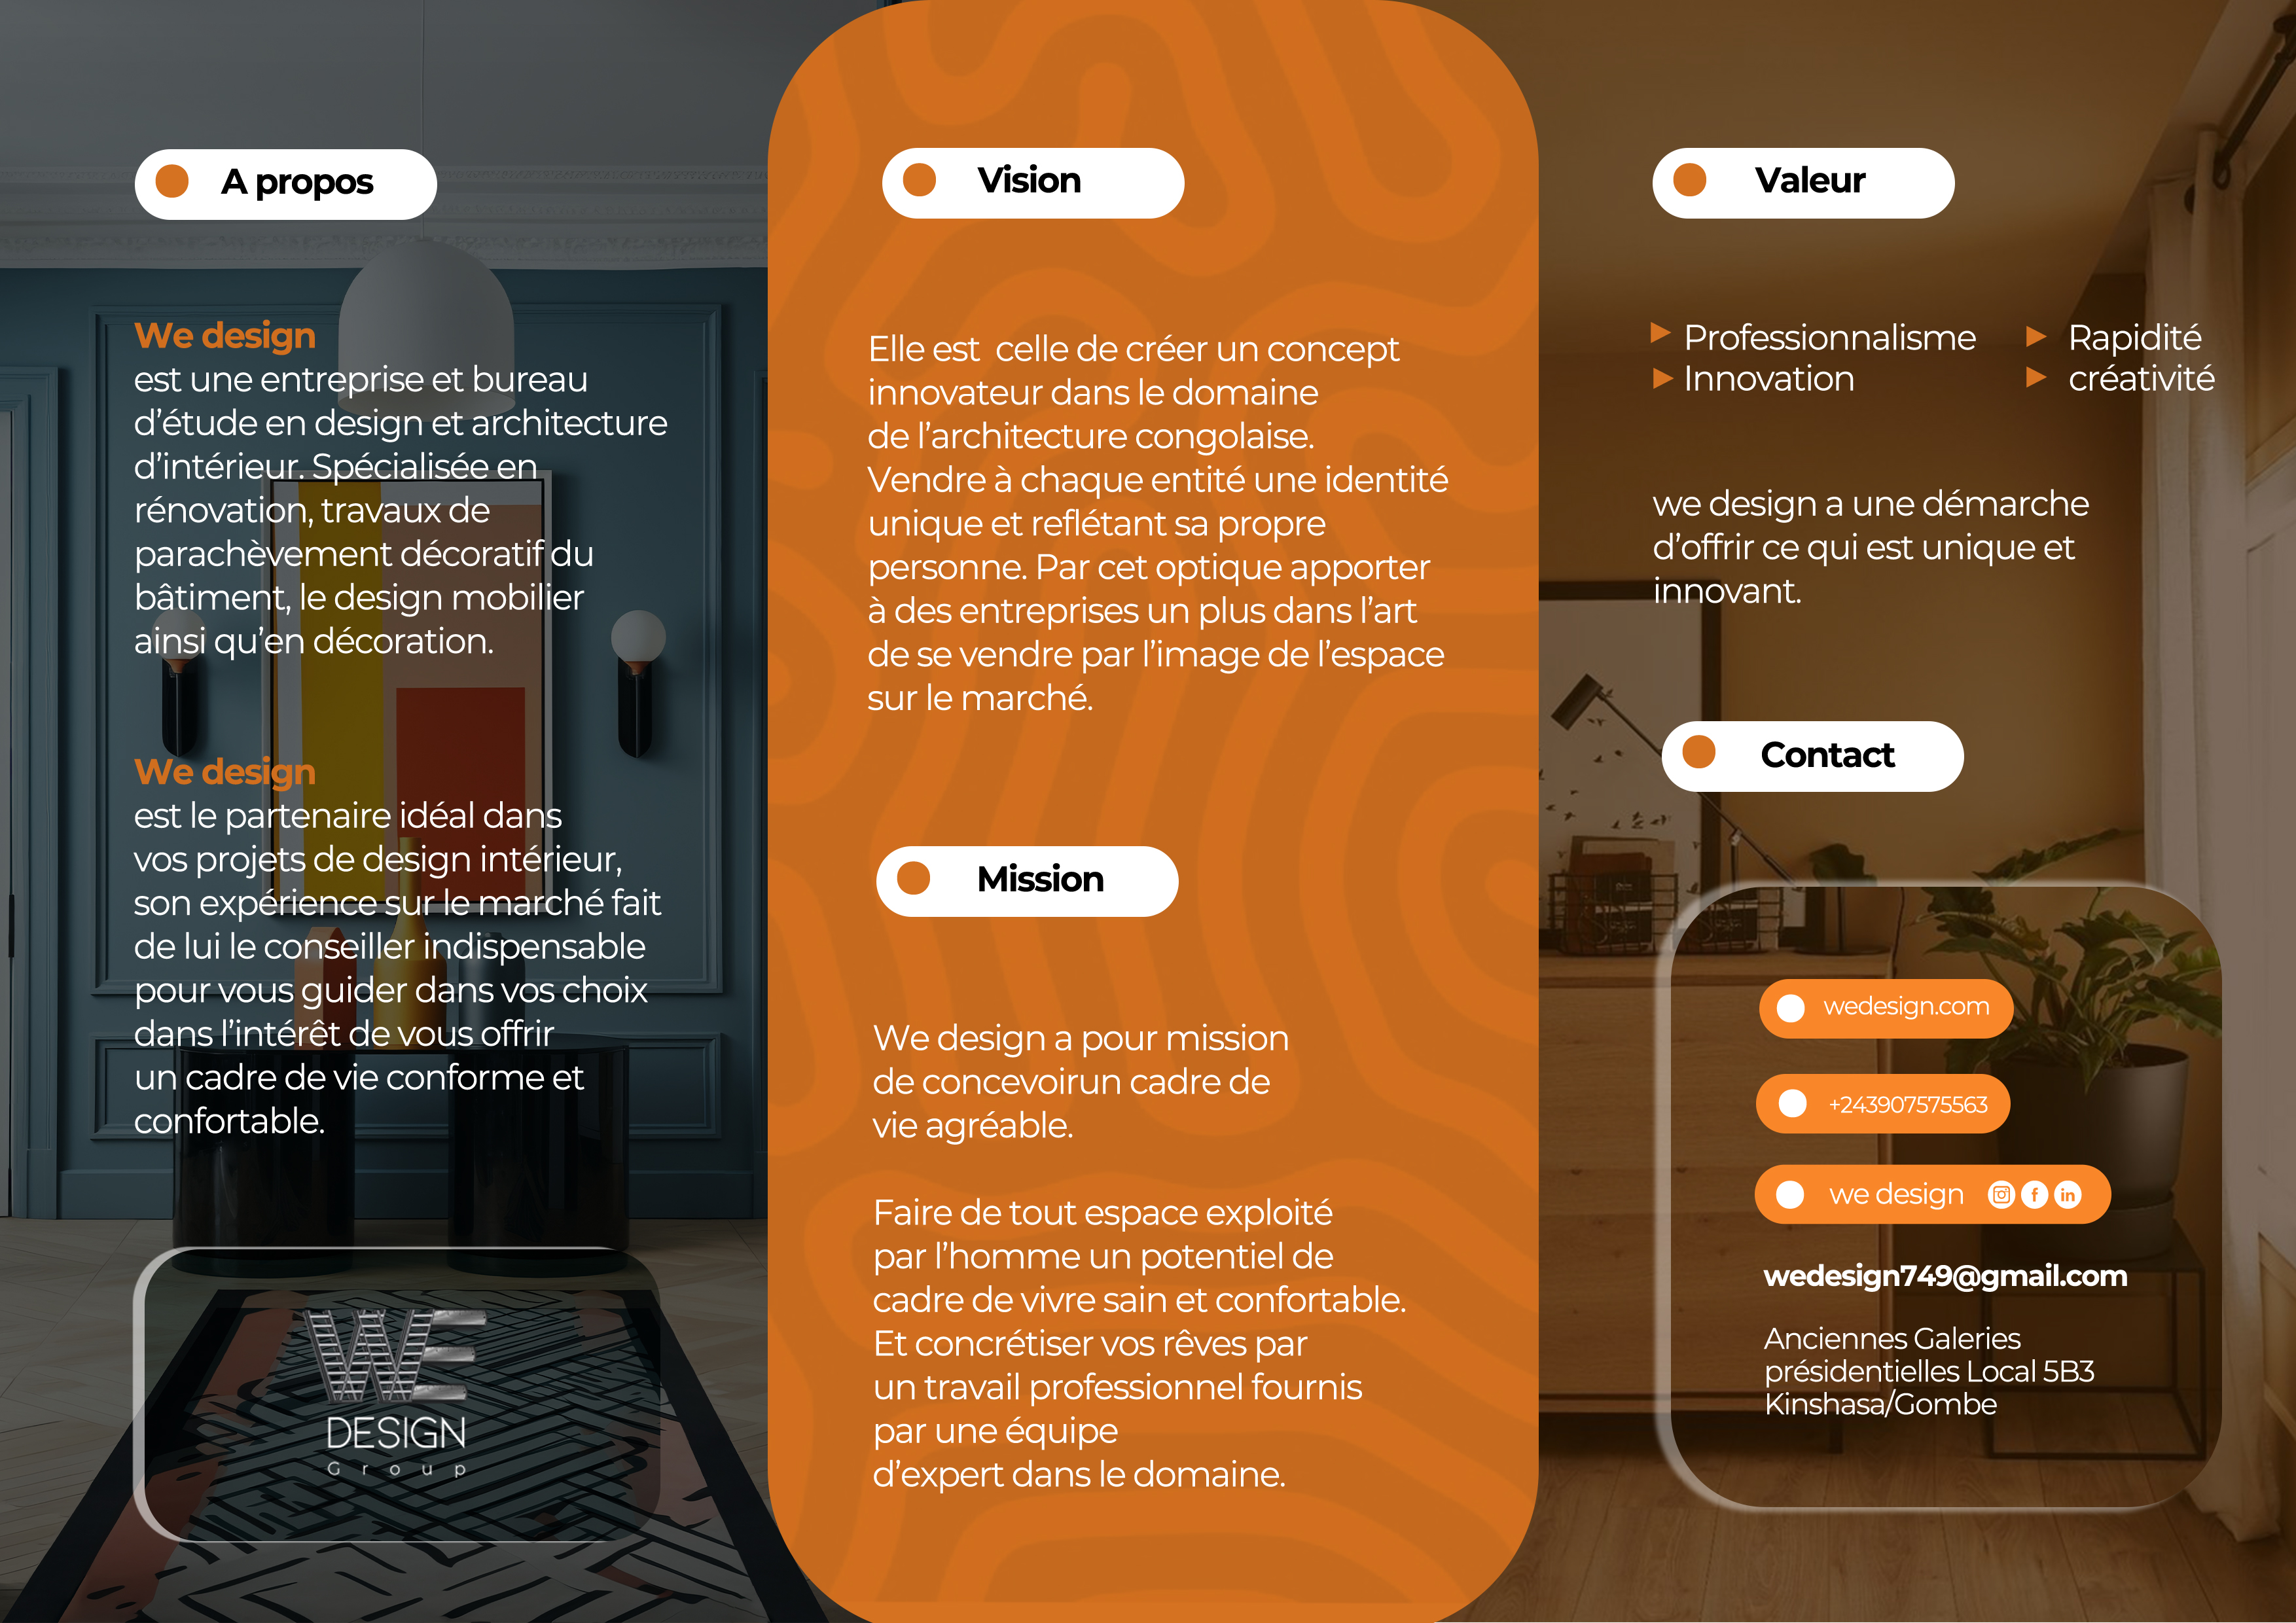 A propos
We design
est une entreprise et bureau
d’étude en design et architecture
d’intérieur. Spécialisée en
rénovation, travaux de
parachèvement décoratif du
bâtiment, le design mobilier
ainsi qu’en décoration.
We design
est le partenaire idéal dans
vos projets de design intérieur,
son expérience sur le marché fait
de lui le conseiller indispensable
pour vous guider dans vos choix
dans l’intérêt de vous offrir
un cadre de vie conforme et
confortable.
WE
DESIGN
Group
Vision
Elle est  celle de créer un concept
innovateur dans le domaine
de l’architecture congolaise.
Vendre à chaque entité une identité
unique et reflétant sa propre
personne. Par cet optique apporter
à des entreprises un plus dans l’art
de se vendre par l’image de l’espace
sur le marché.
Mission
We design a pour mission
de concevoirun cadre de
vie agréable.
Faire de tout espace exploité
par l’homme un potentiel de
cadre de vivre sain et confortable.
Et concrétiser vos rêves par
un travail professionnel fournis
par une équipe
d’expert dans le domaine.
Valeur
Professionnalisme
Innovation
Rapidité
créativité
we design a une démarche
d’offrir ce qui est unique et
innovant.
Contact
wedesign.com
+243907575563
we design
wedesign749@gmail.com
Anciennes Galeries
présidentielles Local 5B3
Kinshasa/Gombe